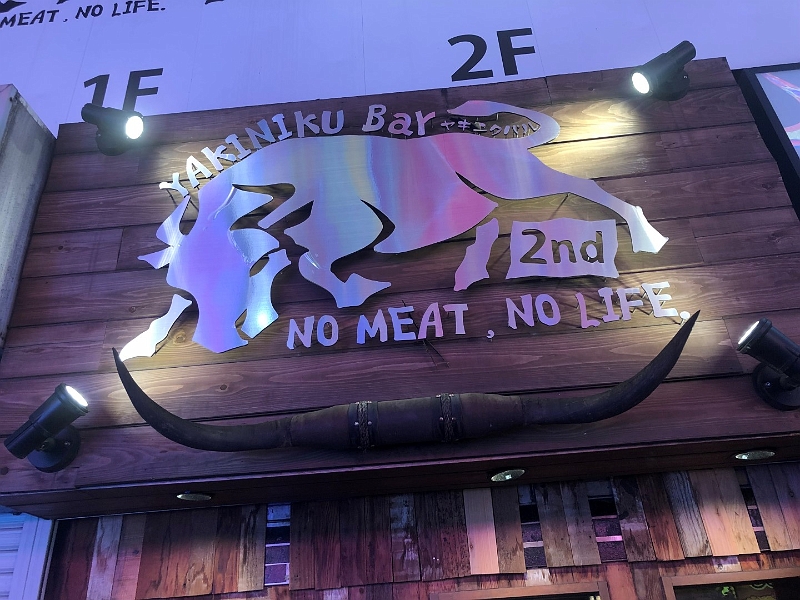 MEAT, NO LIFE.
1F
2F
YAKINIKU Bar ヤキニクバル
2nd
NO MEAT, NO LIFE.